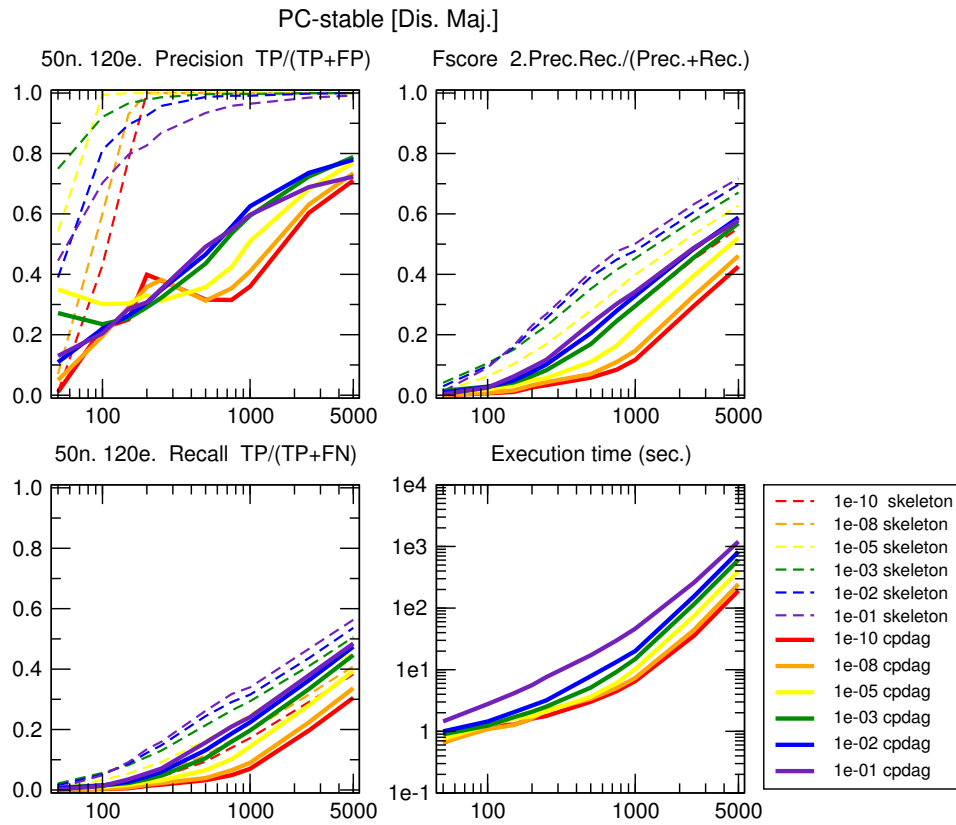 PC-stable [Dis. Maj.]
50n. 120e. Precision TP/(TP+FP)
Fscore 2.Prec.Rec./(Prec.+Rec.)
1.0
0.8
0.6
0.4
0.2
0.0
100
1000
5000
1.0
0.8
0.6
0.4
0.2
0.0
100
1000
5000
50n. 120e. Recall TP/(TP+FN)
Execution time (sec.)
1.0
0.8
0.6
0.4
0.2
0.0
100
1000
5000
1e4
1e3
1e2
1e1
1
1e-1
100
1000
5000
1e-10 skeleton
1e-08 skeleton
1e-05 skeleton
1e-03 skeleton
1e-02 skeleton
1e-01 skeleton
1e-10 cpdag
1e-08 cpdag
1e-05 cpdag
1e-03 cpdag
1e-02 cpdag
1e-01 cpdag